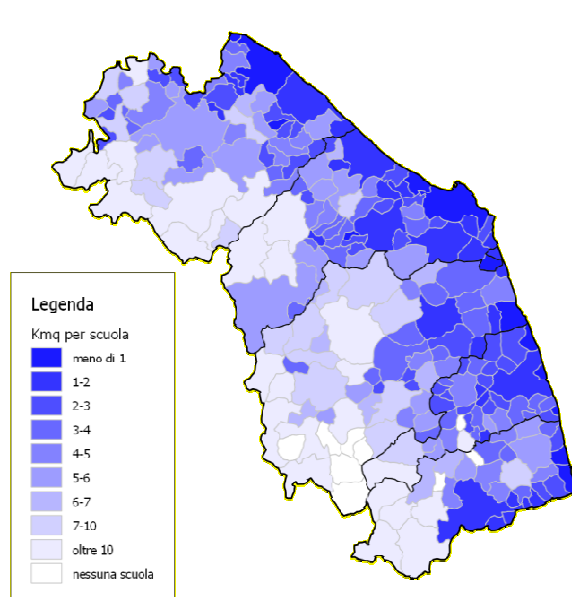 Legenda
Kmq per scuola
meno di 1
1-2
2-3
3-4
4-5
5-6
6-7
7-10
oltre 10
nessuna scuola